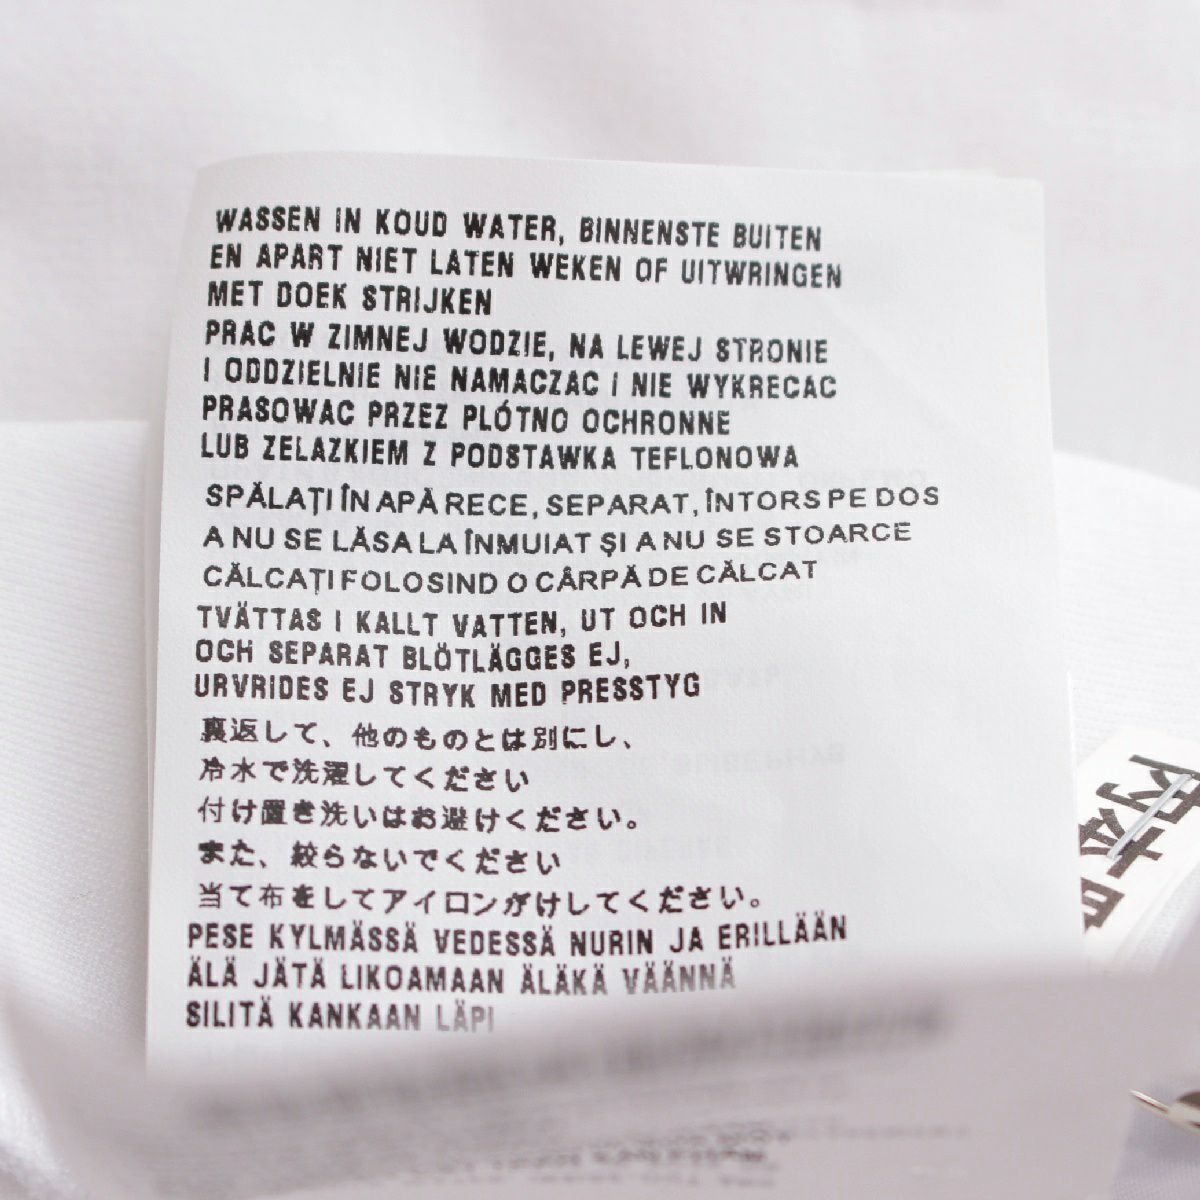 WASSEN IN KOUD WATER, BINNENSTE BUITEN
EN APART NIET LATEN WEKEN OF UITWRINGEN
MET DOEK STRIJKEN
PRAC W ZIMNEJ WODZIE, NA LEWEJ STRONIE
I ODDZIELNIE NIE NAMACZAC I NIE WYKRECAC
PRASOWAC PRZEZ PLÓTNO OCHRONNE
LUB ZELAZKIEM Z PODSTAWKA TEFLONOWA
SPĂLAȚI ÎN APĂ RECE, SEPARAT, ÎNTORS PE DOS
A NU SE LĂSA LA ÎNMUIAT ȘI A NU SE STOARCE
CĂLCAȚI FOLOSIND O CÂRPĂ DE CĂLCAT
TVÄTTAS I KALLT VATTEN, UT OCH IN
OCH SEPARAT BLÖTLÄGGES EJ,
URVRIDES EJ STRYK MED PRESSTYG
裏返して、他のものとは別にし、
冷水で洗濯してください
付け置き洗いはお避けください。
また、絞らないでください
当て布をしてアイロンがけしてください。
PESE KYLMÄSSÄ VEDESSÄ NURIN JA ERILLÄÄN
ÄLÄ JÄTÄ LIKOAMAAN ÄLÄKÄ VÄÄNNÄ
SILITÄ KANKAAN LÄPI